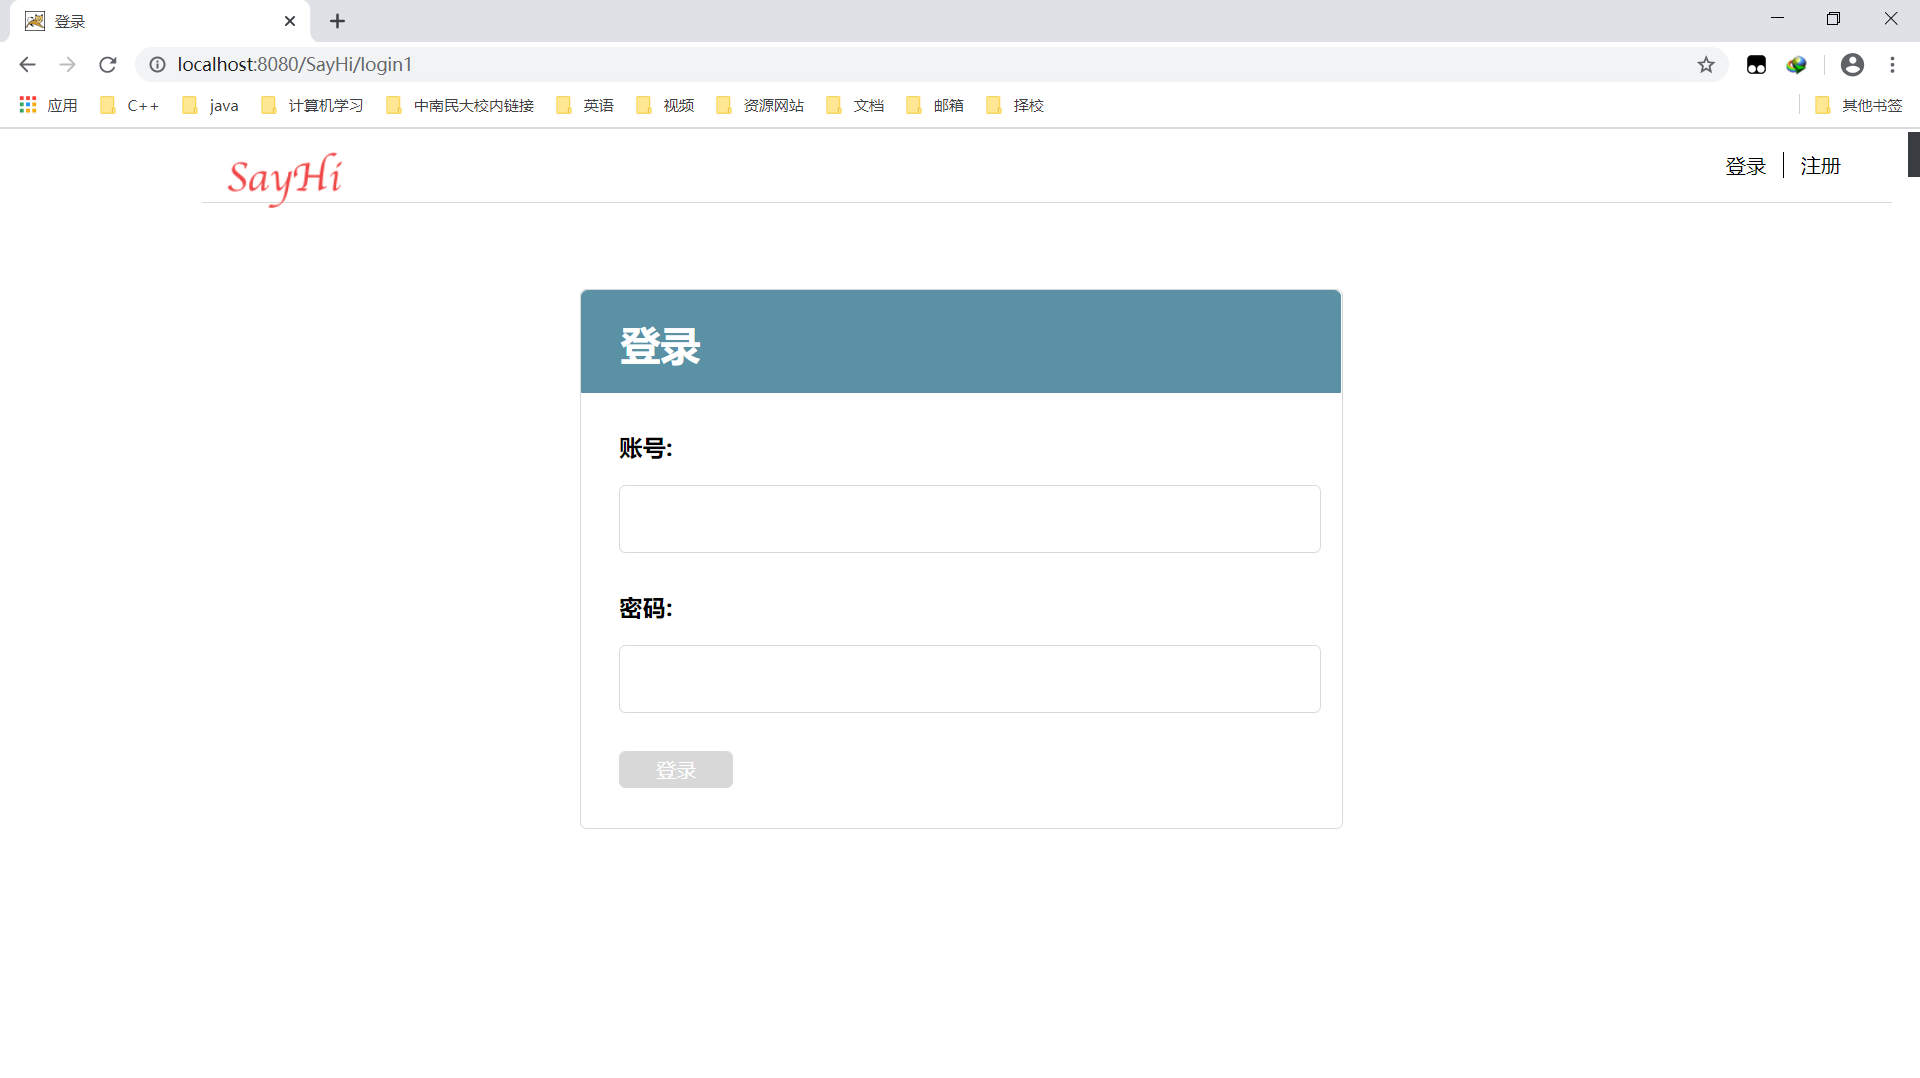 登录
localhost:8080/SayHi/login1
应用 C++ java 计算机学习 中南民大校内链接 英语 视频 资源网站 文档 邮箱 择校 其他书签
SayHi 登录 注册
登录
账号:
密码:
登录